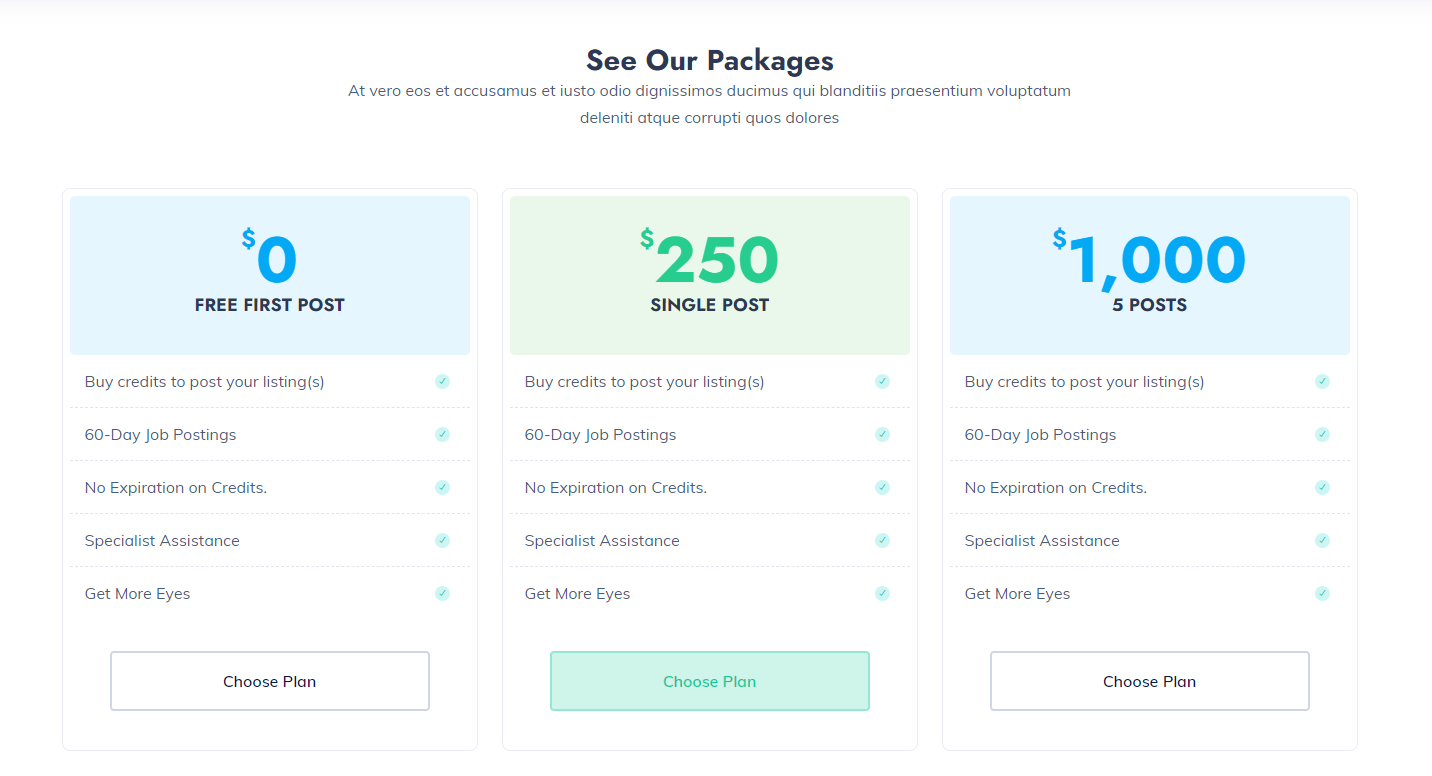 See Our Packages
At vero eos et accusamus et iusto odio dignissimos ducimus qui blanditiis praesentium voluptatum
deleniti atque corrupti quos dolores
$0
FREE FIRST POST
Buy credits to post your listing(s)
60-Day Job Postings
No Expiration on Credits.
Specialist Assistance
Get More Eyes
Choose Plan
$250
SINGLE POST
Buy credits to post your listing(s)
60-Day Job Postings
No Expiration on Credits.
Specialist Assistance
Get More Eyes
Choose Plan
$1,000
5 POSTS
Buy credits to post your listing(s)
60-Day Job Postings
No Expiration on Credits.
Specialist Assistance
Get More Eyes
Choose Plan